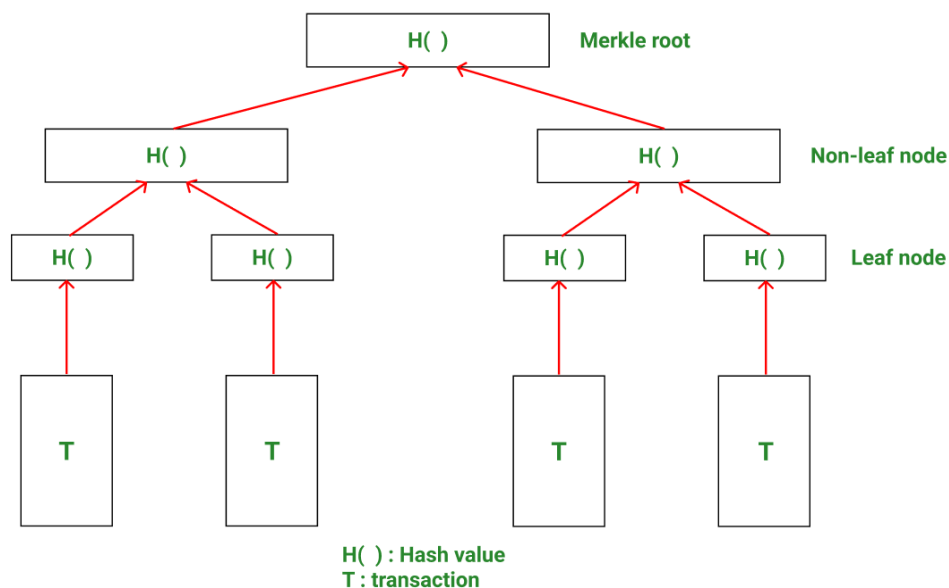 H( ) Merkle root
H( ) H( ) Non-leaf node
H( ) H( ) H( ) H( ) Leaf node
T T T T
H( ) : Hash value
T : transaction